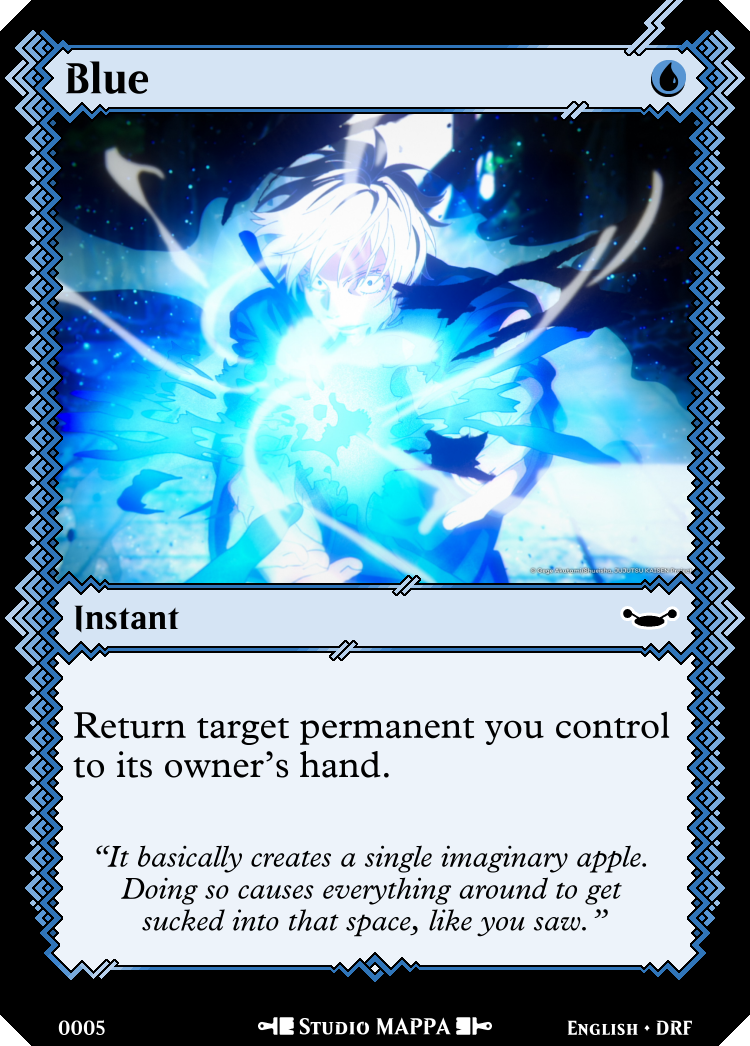 Blue
Instant
Return target permanent you control
to its owner’s hand.
“It basically creates a single imaginary apple.
Doing so causes everything around to get
sucked into that space, like you saw.”
0005
Studio MAPPA
English • DRF